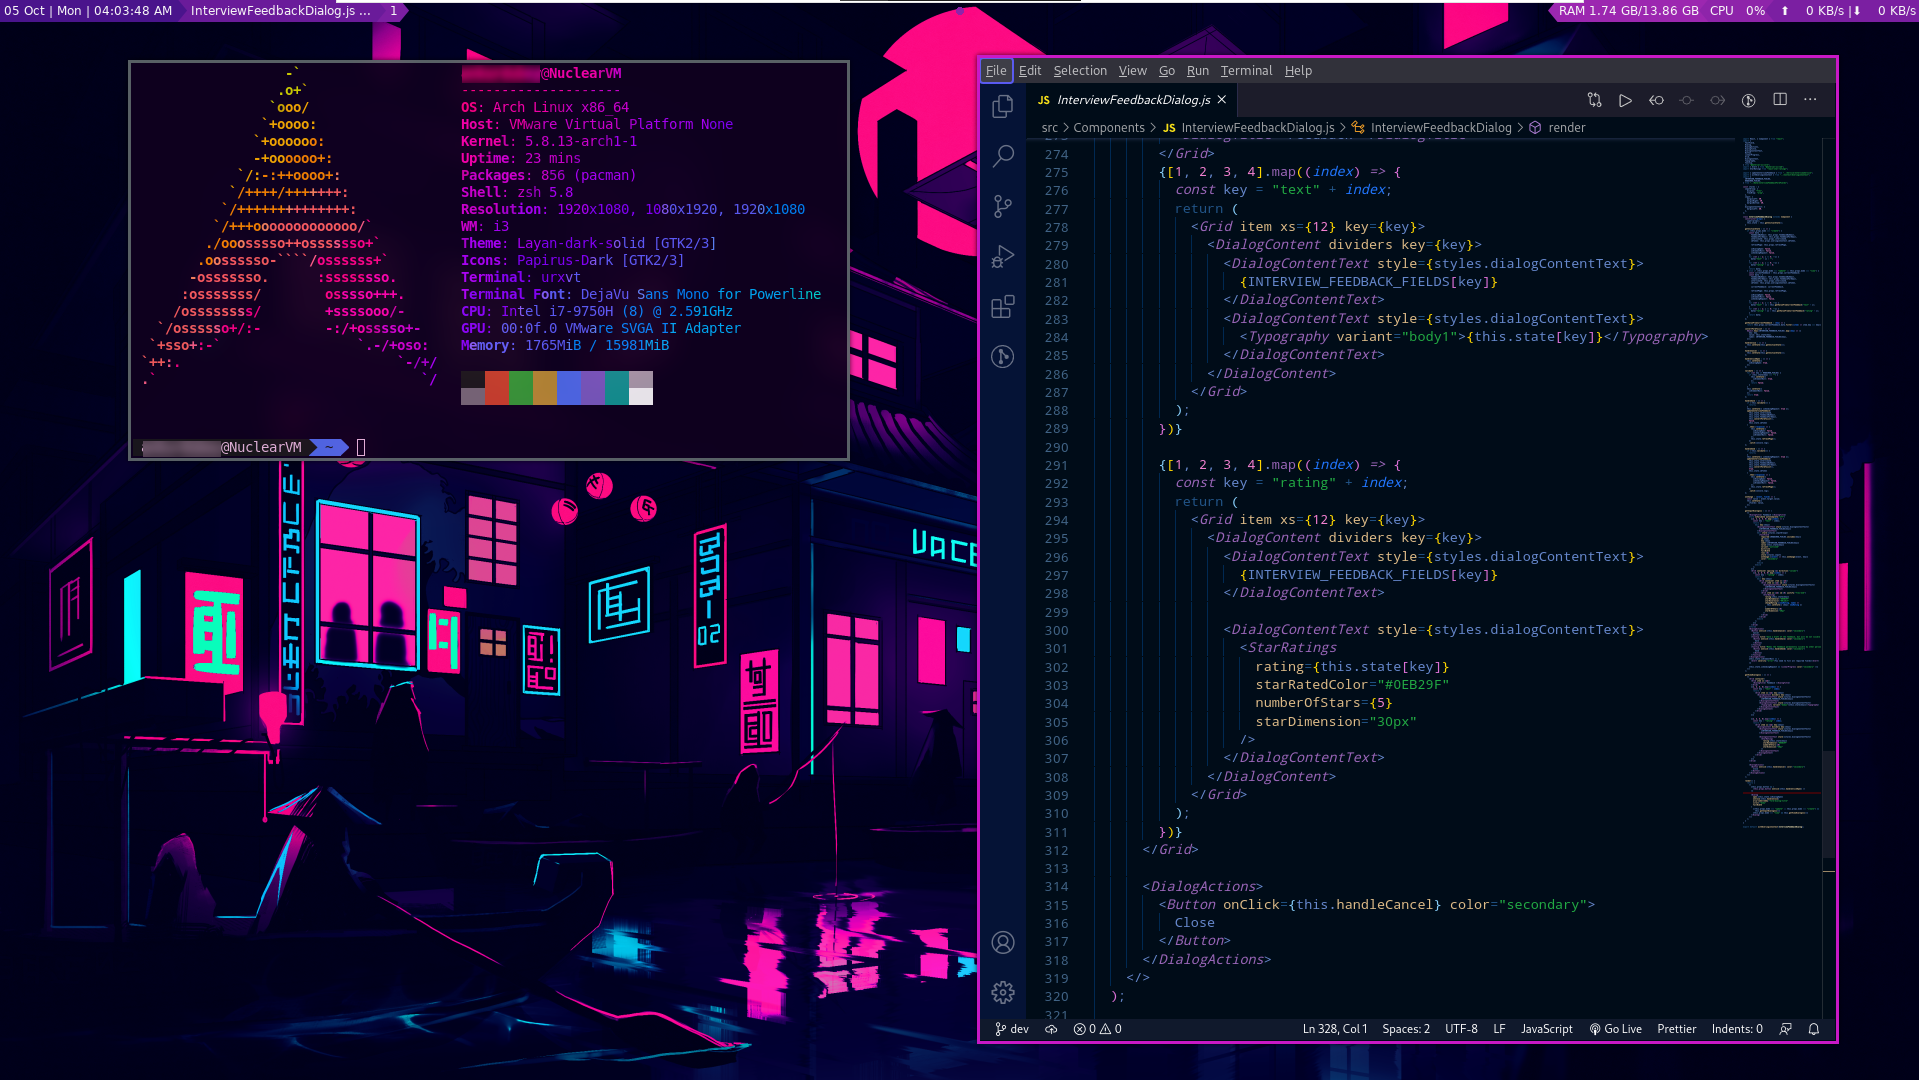 05 Oct | Mon | 04:03:48 AM
InterviewFeedbackDialog.js ...
1
RAM 1.74 GB/13.86 GB
CPU 0%
⬆ 0 KB/s |⬇ 0 KB/s
@NuclearVM
--------------------
OS: Arch Linux x86_64
Host: VMware Virtual Platform None
Kernel: 5.8.13-arch1-1
Uptime: 23 mins
Packages: 856 (pacman)
Shell: zsh 5.8
Resolution: 1920x1080, 1080x1920, 1920x1080
WM: i3
Theme: Layan-dark-solid [GTK2/3]
Icons: Papirus-Dark [GTK2/3]
Terminal: urxvt
Terminal Font: DejaVu Sans Mono for Powerline
CPU: Intel i7-9750H (8) @ 2.591GHz
GPU: 00:0f.0 VMware SVGA II Adapter
Memory: 1765MiB / 15981MiB
@NuclearVM ~
File Edit Selection View Go Run Terminal Help
JS InterviewFeedbackDialog.js ×
src > Components > JS InterviewFeedbackDialog.js > InterviewFeedbackDialog > render
274 </Grid>
275 {[1, 2, 3, 4].map((index) => {
276 const key = "text" + index;
277 return (
278 <Grid item xs={12} key={key}>
279 <DialogContent dividers key={key}>
280 <DialogContentText style={styles.dialogContentText}>
281 {INTERVIEW_FEEDBACK_FIELDS[key]}
282 </DialogContentText>
283 <DialogContentText style={styles.dialogContentText}>
284 <Typography variant="body1">{this.state[key]}</Typography>
285 </DialogContentText>
286 </DialogContent>
287 </Grid>
288 );
289 })}
290
291 {[1, 2, 3, 4].map((index) => {
292 const key = "rating" + index;
293 return (
294 <Grid item xs={12} key={key}>
295 <DialogContent dividers key={key}>
296 <DialogContentText style={styles.dialogContentText}>
297 {INTERVIEW_FEEDBACK_FIELDS[key]}
298 </DialogContentText>
299
300 <DialogContentText style={styles.dialogContentText}>
301 <StarRatings
302 rating={this.state[key]}
303 starRatedColor="#0EB29F"
304 numberOfStars={5}
305 starDimension="30px"
306 />
307 </DialogContentText>
308 </DialogContent>
309 </Grid>
310 );
311 })}
312 </Grid>
313
314 <DialogActions>
315 <Button onClick={this.handleCancel} color="secondary">
316 Close
317 </Button>
318 </DialogActions>
319 </>
320 );
321
dev 0 0 Ln 328, Col 1 Spaces: 2 UTF-8 LF JavaScript Go Live Prettier Indents: 0